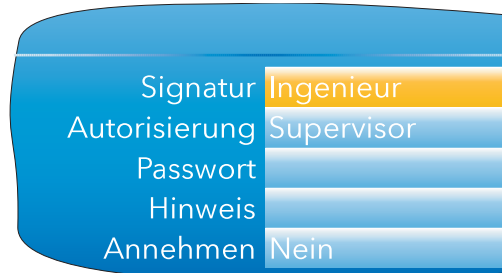 Signatur Ingenieur
Autorisierung Supervisor
Passwort
Hinweis
Annehmen Nein